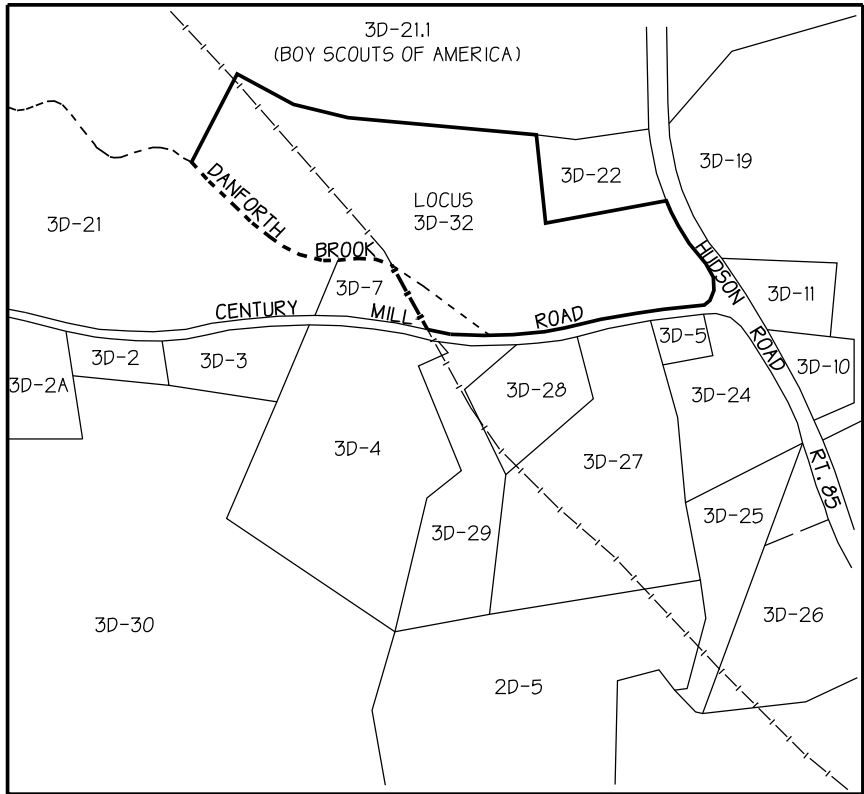 3D-21.1
(BOY SCOUTS OF AMERICA)
3D-19
3D-22
DANFORTH
BROOK
LOCUS
3D-32
3D-21
3D-7
3D-11
HUDSON
ROAD
RT. 85
CENTURY
MILL
ROAD
3D-2
3D-3
3D-5
3D-10
3D-2A
3D-28
3D-24
3D-4
3D-27
3D-25
3D-29
3D-26
3D-30
2D-5